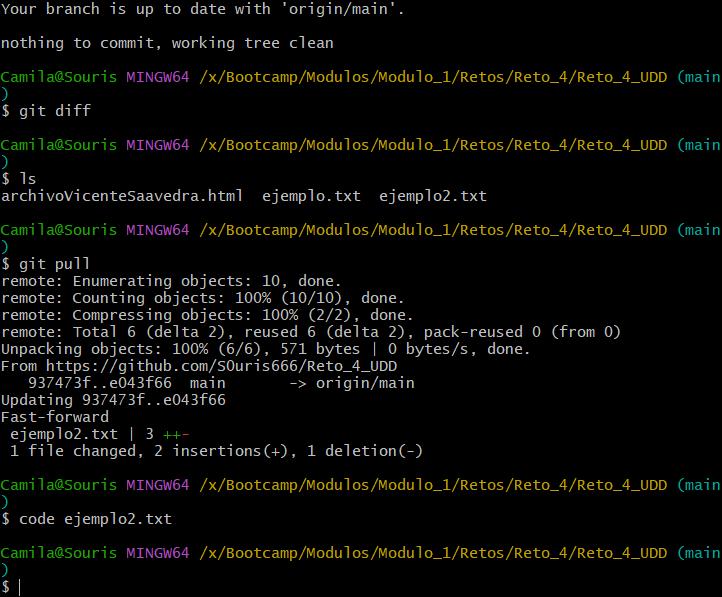 Your branch is up to date with 'origin/main'.
nothing to commit, working tree clean
Camila@Souris MINGW64 /x/Bootcamp/Modulos/Modulo_1/Retos/Reto_4/Reto_4_UDD (main
)
$ git diff
Camila@Souris MINGW64 /x/Bootcamp/Modulos/Modulo_1/Retos/Reto_4/Reto_4_UDD (main
)
$ ls
archivoVicenteSaavedra.html  ejemplo.txt  ejemplo2.txt
Camila@Souris MINGW64 /x/Bootcamp/Modulos/Modulo_1/Retos/Reto_4/Reto_4_UDD (main
)
$ git pull
remote: Enumerating objects: 10, done.
remote: Counting objects: 100% (10/10), done.
remote: Compressing objects: 100% (2/2), done.
remote: Total 6 (delta 2), reused 6 (delta 2), pack-reused 0 (from 0)
Unpacking objects: 100% (6/6), 571 bytes | 0 bytes/s, done.
From https://github.com/S0uris666/Reto_4_UDD
   937473f..e043f66  main       -> origin/main
Updating 937473f..e043f66
Fast-forward
 ejemplo2.txt | 3 ++-
 1 file changed, 2 insertions(+), 1 deletion(-)
Camila@Souris MINGW64 /x/Bootcamp/Modulos/Modulo_1/Retos/Reto_4/Reto_4_UDD (main
)
$ code ejemplo2.txt
Camila@Souris MINGW64 /x/Bootcamp/Modulos/Modulo_1/Retos/Reto_4/Reto_4_UDD (main
)
$